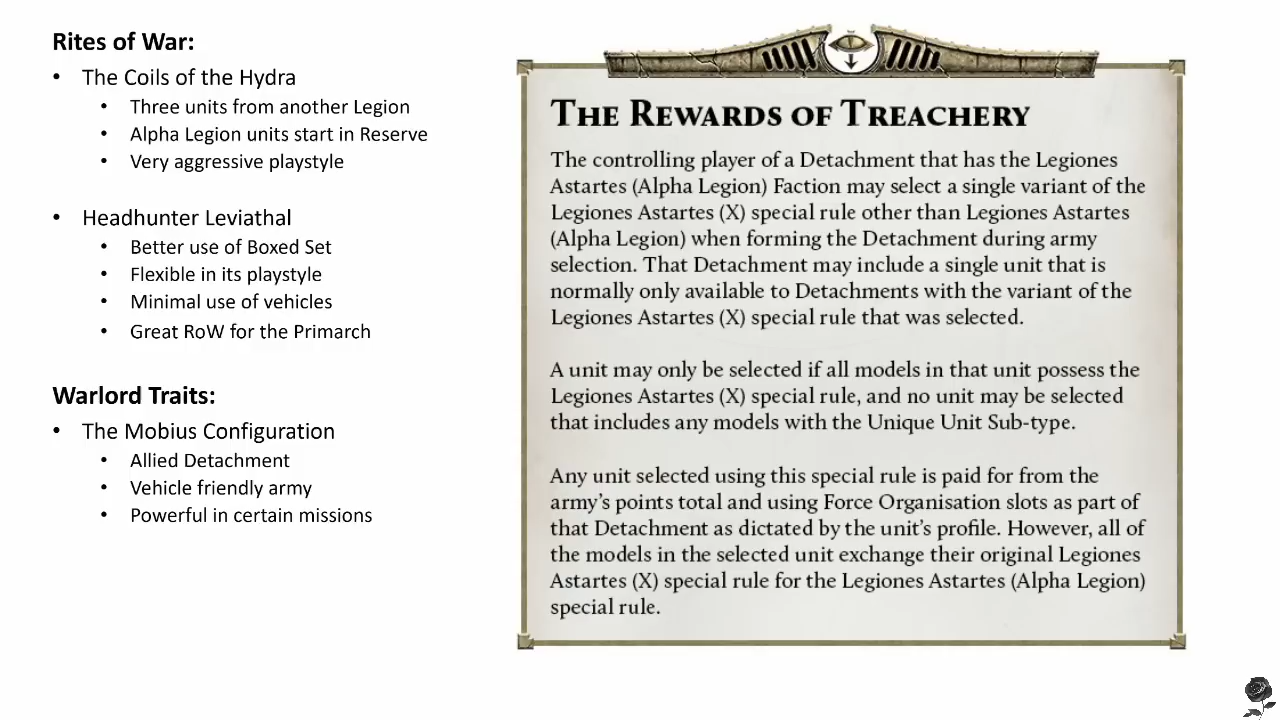 Rites of War:
• The Coils of the Hydra
• Three units from another Legion
• Alpha Legion units start in Reserve
• Very aggressive playstyle
• Headhunter Leviathal
• Better use of Boxed Set
• Flexible in its playstyle
• Minimal use of vehicles
• Great RoW for the Primarch
Warlord Traits:
• The Mobius Configuration
• Allied Detachment
• Vehicle friendly army
• Powerful in certain missions
The Rewards of Treachery
The controlling player of a Detachment that has the Legiones
Astartes (Alpha Legion) Faction may select a single variant of the
Legiones Astartes (X) special rule other than Legiones Astartes
(Alpha Legion) when forming the Detachment during army
selection. That Detachment may include a single unit that is
normally only available to Detachments with the variant of the
Legiones Astartes (X) special rule that was selected.
A unit may only be selected if all models in that unit possess the
Legiones Astartes (X) special rule, and no unit may be selected
that includes any models with the Unique Unit Sub-type.
Any unit selected using this special rule is paid for from the
army's points total and using Force Organisation slots as part of
that Detachment as dictated by the unit's profile. However, all of
the models in the selected unit exchange their original Legiones
Astartes (X) special rule for the Legiones Astartes (Alpha Legion)
special rule.